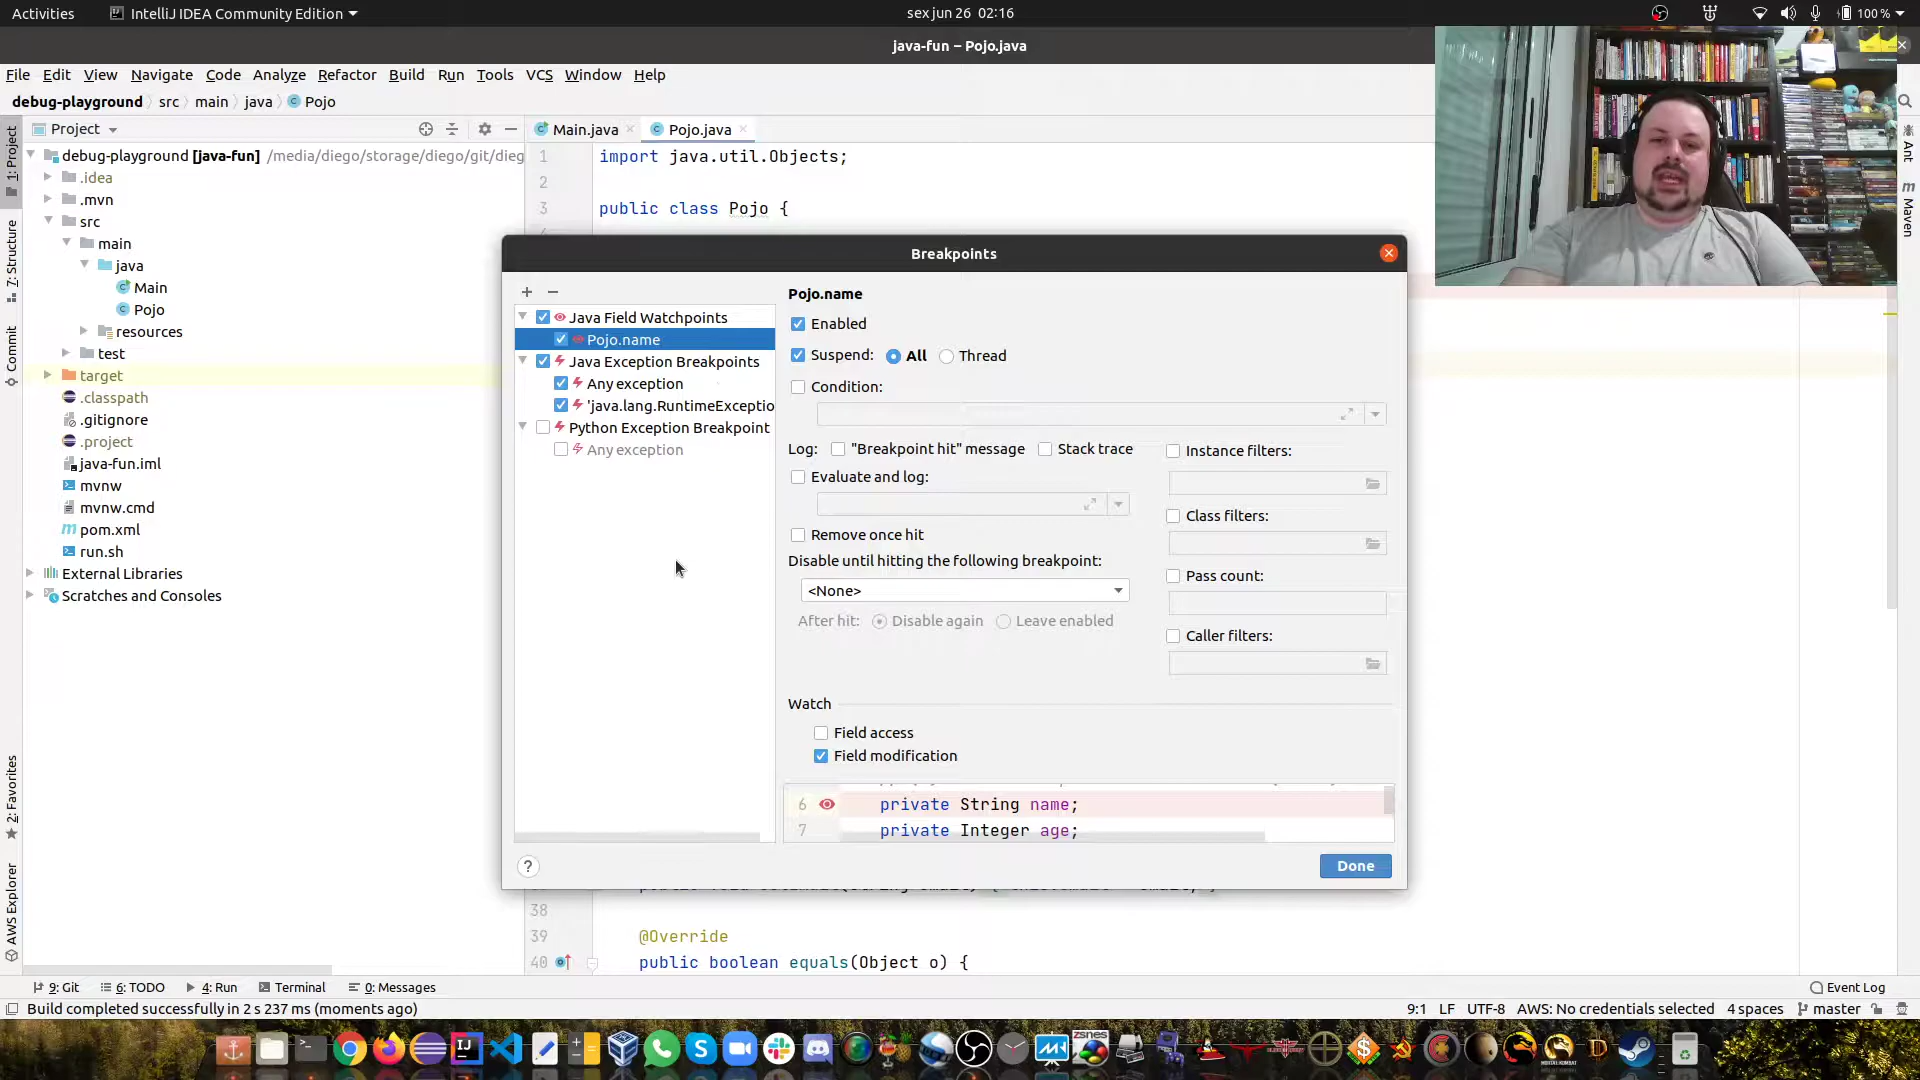 Activities
IntelliJ IDEA Community Edition
sex jun 26 02:16
100 %
java-fun – Pojo.java
File Edit View Navigate Code Analyze Refactor Build Run Tools VCS Window Help
debug-playground src main java Pojo
Project
Main.java
Pojo.java
1: Project
7: Structure
Commit
2: Favorites
AWS Explorer
debug-playground [java-fun] /media/diego/storage/diego/git/dieg
.idea
.mvn
src
main
java
Main
Pojo
resources
test
target
.classpath
.gitignore
.project
java-fun.iml
mvnw
mvnw.cmd
pom.xml
run.sh
External Libraries
Scratches and Consoles
1 import java.util.Objects;
2
3 public class Pojo {
Breakpoints
Java Field Watchpoints
Pojo.name
Java Exception Breakpoints
Any exception
'java.lang.RuntimeExceptio
Python Exception Breakpoint
Any exception
Pojo.name
Enabled
Suspend: All Thread
Condition:
Log: "Breakpoint hit" message Stack trace
Instance filters:
Evaluate and log:
Class filters:
Remove once hit
Disable until hitting the following breakpoint:
Pass count:
<None>
After hit: Disable again Leave enabled
Caller filters:
Watch
Field access
Field modification
6 private String name;
7 private Integer age;
?
Done
38
39 @Override
40 public boolean equals(Object o) {
Ant
m Maven
9: Git 6: TODO 4: Run Terminal 0: Messages
Event Log
Build completed successfully in 2 s 237 ms (moments ago)
9:1 LF UTF-8 AWS: No credentials selected 4 spaces master
ZSNES